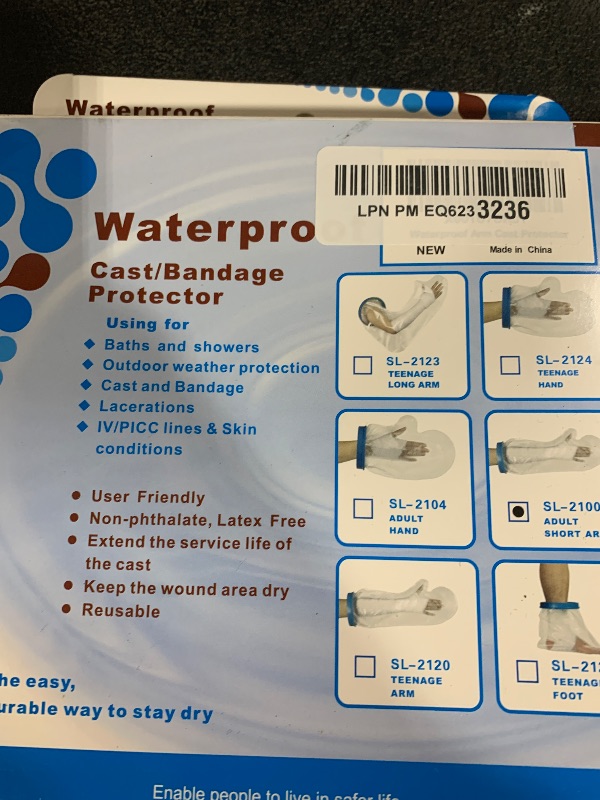 Waterproof
LPN PM EQ6233236
NEW
Made in China
Waterpro
Cast/Bandage
Protector
Using for
◆ Baths and showers
◆ Outdoor weather protection
◆ Cast and Bandage
◆ Lacerations
◆ IV/PICC lines & Skin
conditions
• User Friendly
• Non-phthalate, Latex Free
• Extend the service life of
the cast
• Keep the wound area dry
• Reusable
he easy,
urable way to stay dry
SL-2123
TEENAGE
LONG ARM
SL-2124
TEENAGE
HAND
SL-2104
ADULT
HAND
SL-2100
ADULT
SHORT AR
SL-2120
TEENAGE
ARM
SL-212
TEENAG
FOOT
Enable people to live in safer life